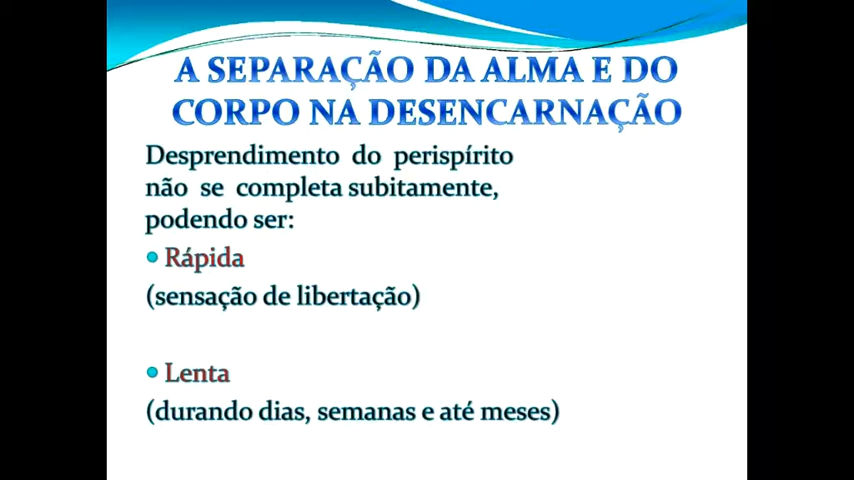 A SEPARAÇÃO DA ALMA E DO
CORPO NA DESENCARNAÇÃO
Desprendimento do perispírito
não se completa subitamente,
podendo ser:
• Rápida
(sensação de libertação)
• Lenta
(durando dias, semanas e até meses)